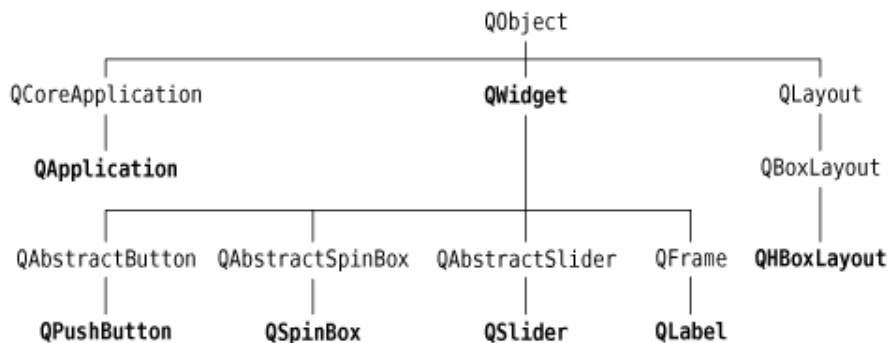 QObject
QCoreApplication QWidget QLayout
QApplication QBoxLayout
QAbstractButton QAbstractSpinBox QAbstractSlider QFrame QHBoxLayout
QPushButton QSpinBox QSlider QLabel